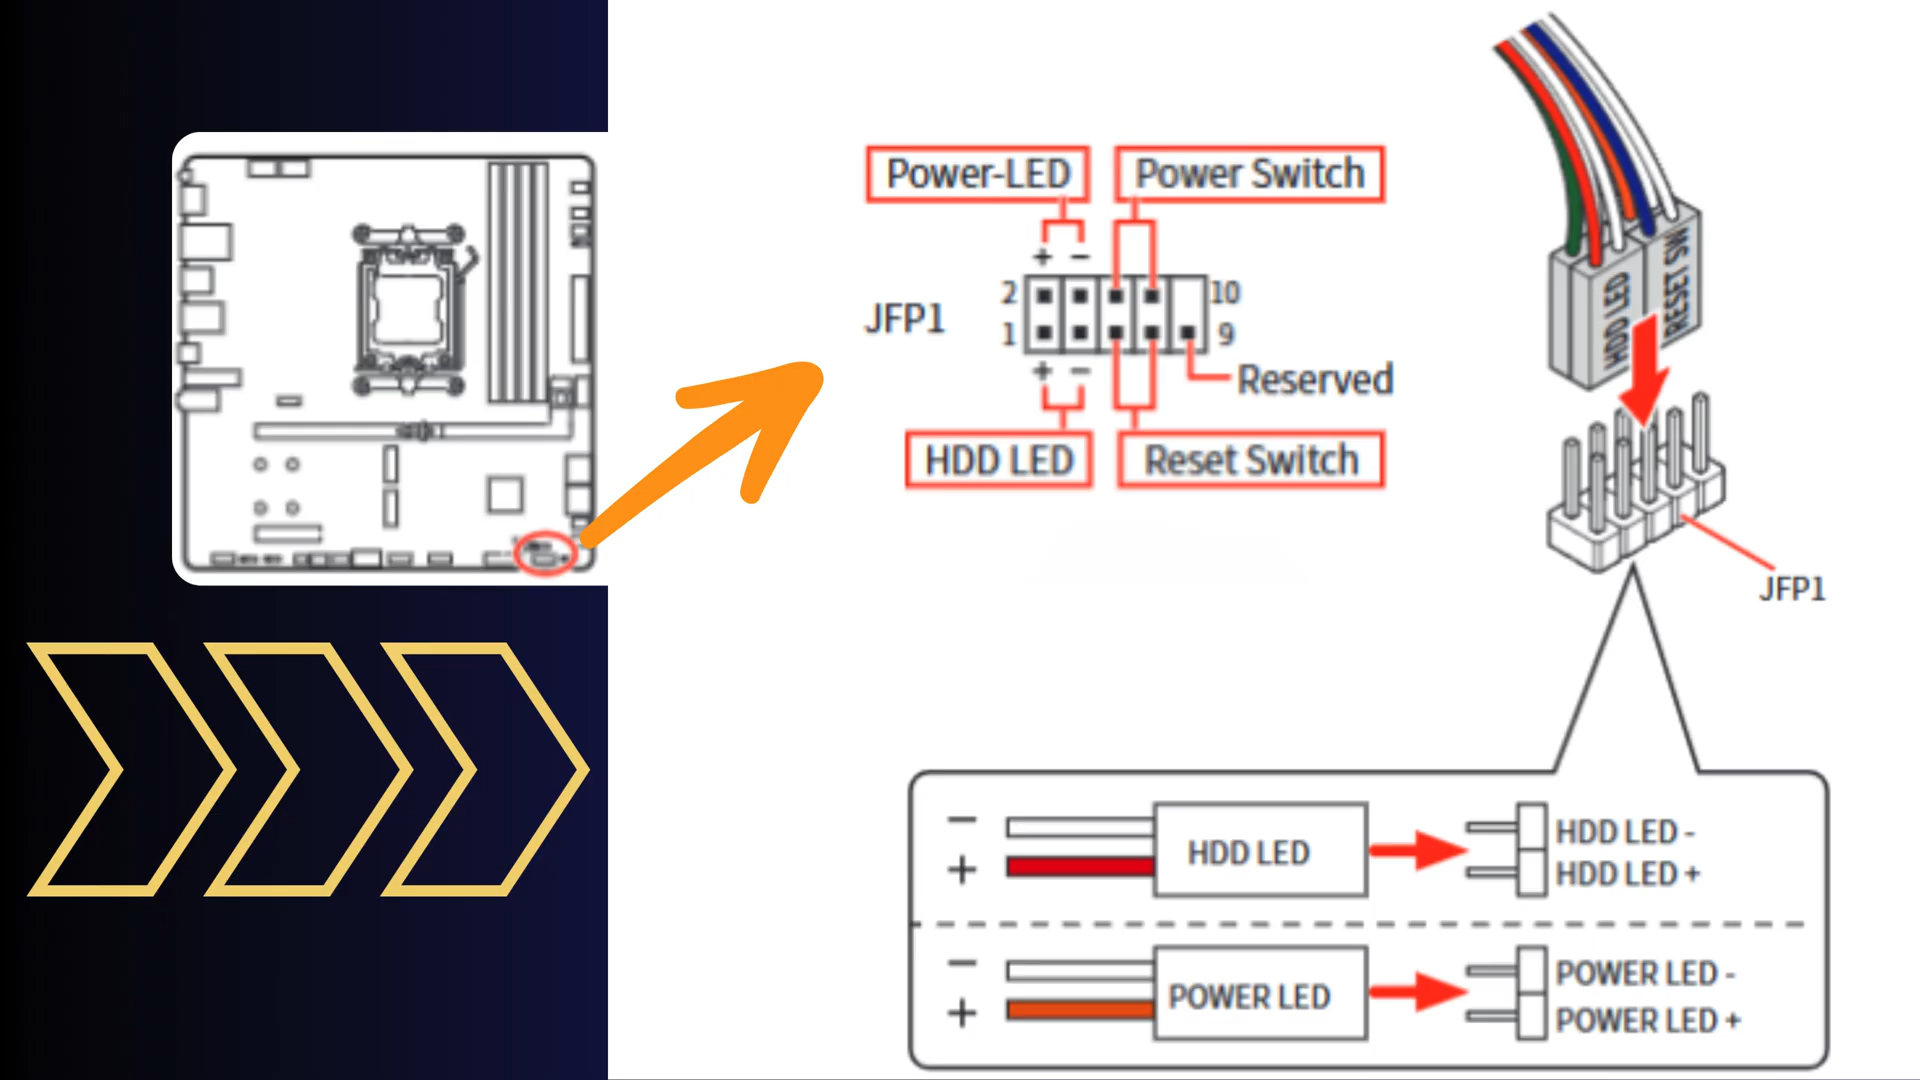 Power-LED
Power Switch
+ −
2
10
JFP1
1
9
+ −
Reserved
HDD LED
Reset Switch
HDD LED
RESET SW
JFP1
−
+
HDD LED
HDD LED -
HDD LED +
−
+
POWER LED
POWER LED -
POWER LED +